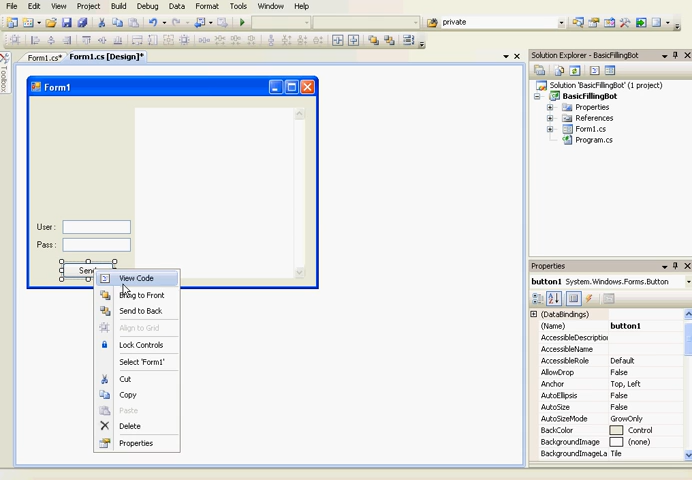 File Edit View Project Build Debug Data Format Tools Window Help
private
Form1.cs* Form1.cs [Design]*
Toolbox
Form1
User :
Pass :
Send
View Code
Bring to Front
Send to Back
Align to Grid
Lock Controls
Select 'Form1'
Cut
Copy
Paste
Delete
Properties
Solution Explorer - BasicFillingBot
Solution 'BasicFillingBot' (1 project)
BasicFillingBot
Properties
References
Form1.cs
Program.cs
Properties
button1 System.Windows.Forms.Button
(DataBindings)
(Name) button1
AccessibleDescription
AccessibleName
AccessibleRole Default
AllowDrop False
Anchor Top, Left
AutoEllipsis False
AutoSize False
AutoSizeMode GrowOnly
BackColor Control
BackgroundImage (none)
BackgroundImageLa Tile